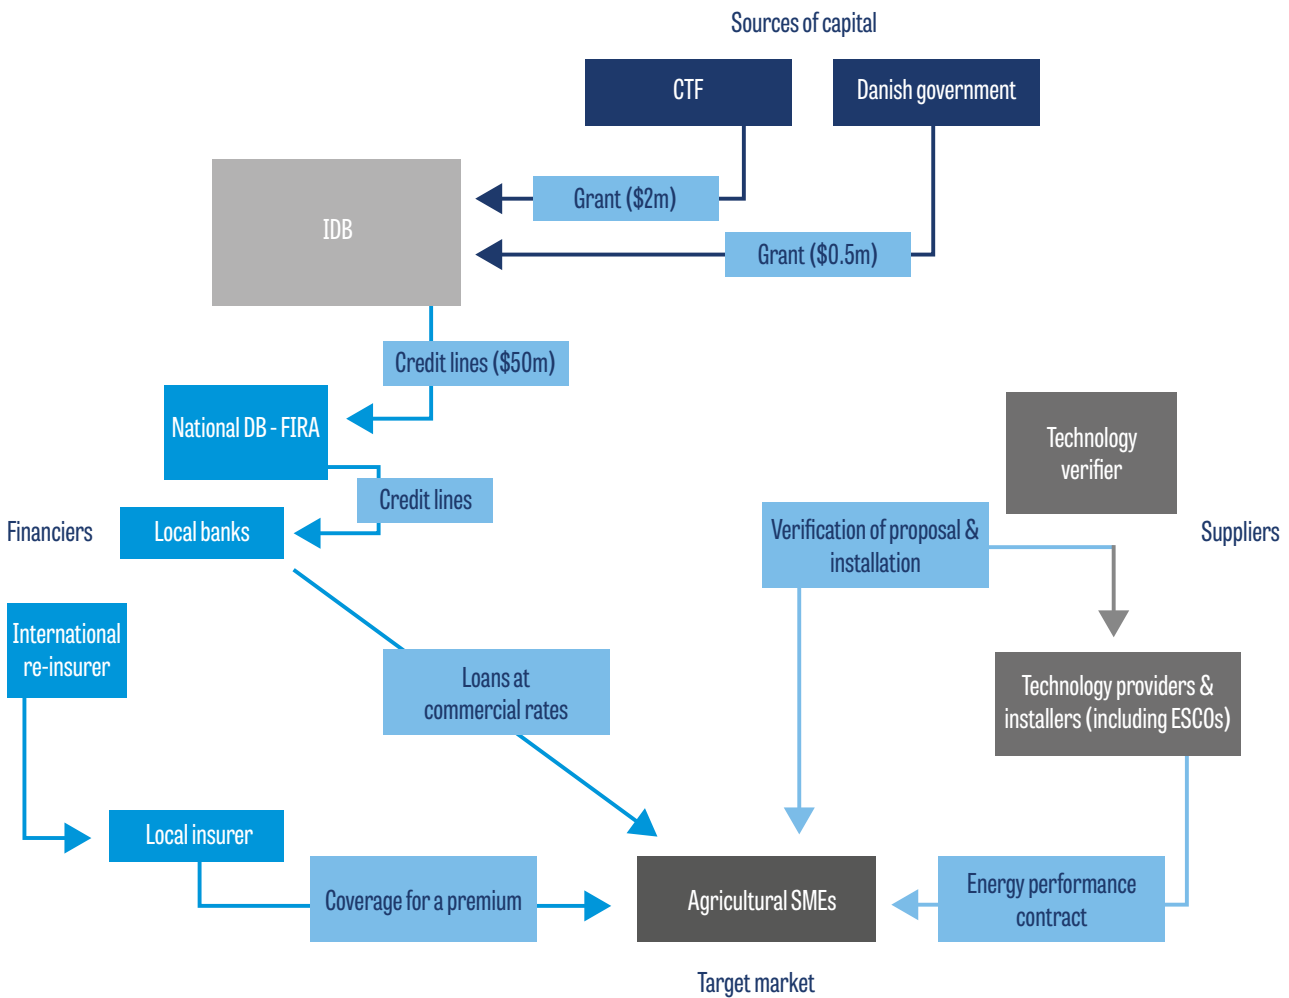 Sources of capital
CTF
Danish government
Grant ($2m)
IDB
Grant ($0.5m)
Credit lines ($50m)
National DB - FIRA
Technology
verifier
Credit lines
Financiers
Local banks
Verification of proposal &
installation
Suppliers
International
re-insurer
Loans at
commercial rates
Technology providers &
installers (including ESCOs)
Local insurer
Coverage for a premium
Agricultural SMEs
Energy performance
contract
Target market